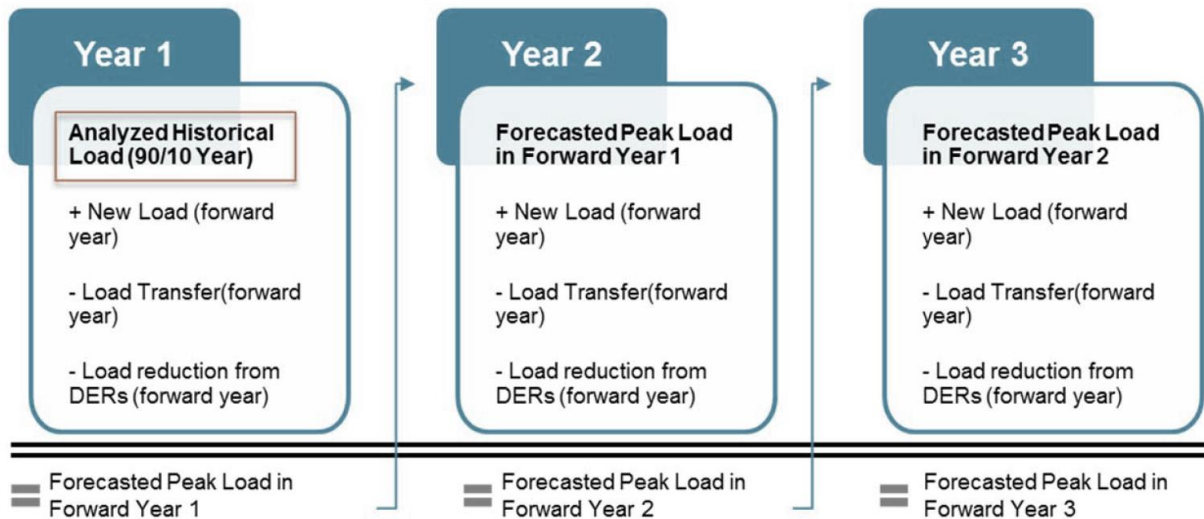 Year 1
Analyzed Historical
Load (90/10 Year)
+ New Load (forward
year)
- Load Transfer(forward
year)
- Load reduction from
DERs (forward year)
= Forecasted Peak Load in
Forward Year 1
Year 2
Forecasted Peak Load
in Forward Year 1
+ New Load (forward
year)
- Load Transfer(forward
year)
- Load reduction from
DERs (forward year)
= Forecasted Peak Load in
Forward Year 2
Year 3
Forecasted Peak Load
in Forward Year 2
+ New Load (forward
year)
- Load Transfer(forward
year)
- Load reduction from
DERs (forward year)
= Forecasted Peak Load in
Forward Year 3